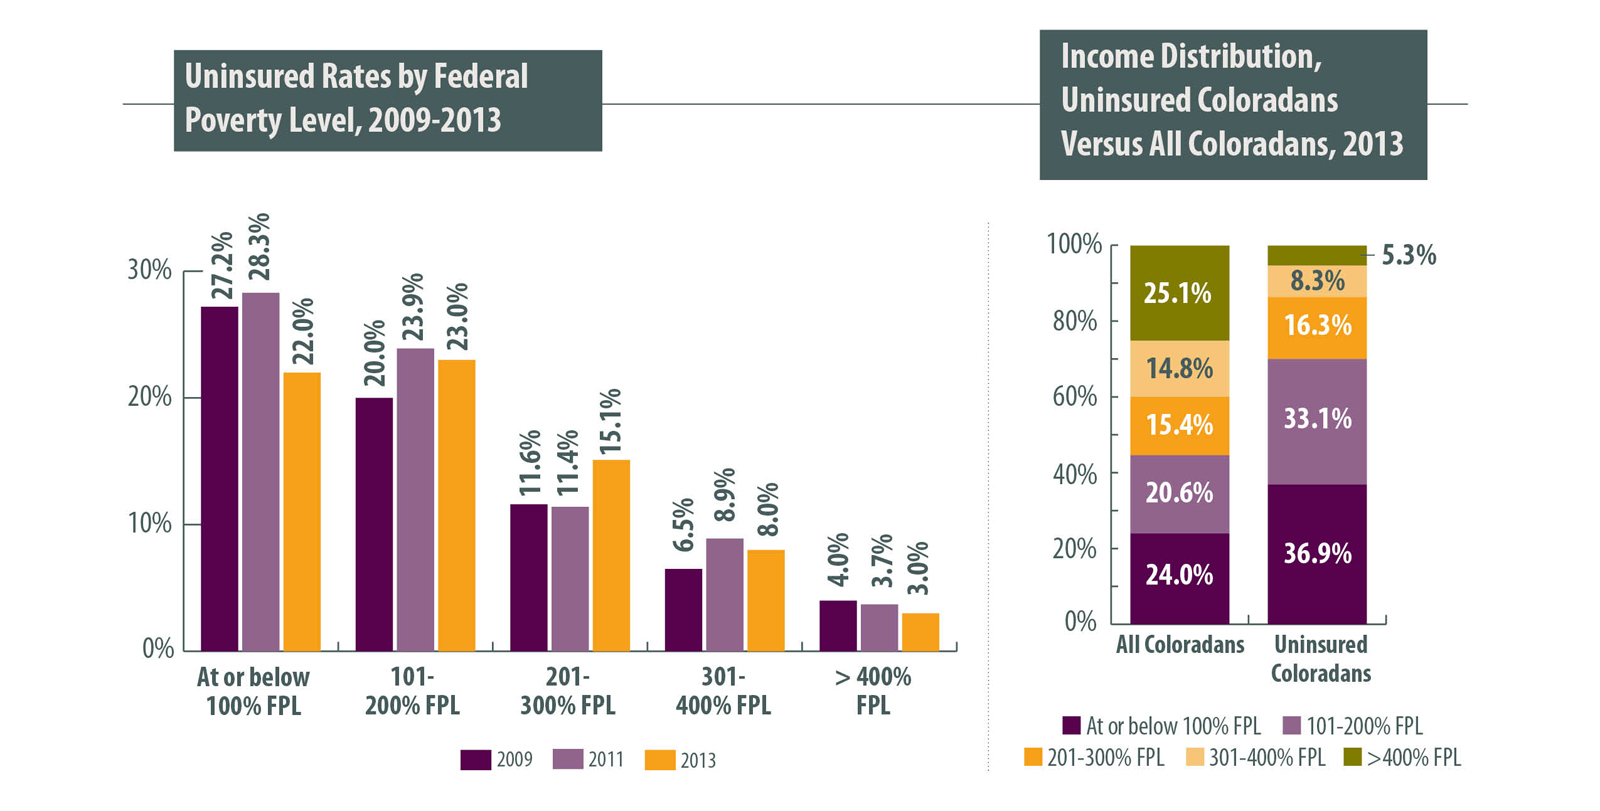 Uninsured Rates by Federal
Poverty Level, 2009-2013
30%
20%
10%
0%
27.2%
28.3%
22.0%
20.0%
23.9%
23.0%
11.6%
11.4%
15.1%
6.5%
8.9%
8.0%
4.0%
3.7%
3.0%
At or below
100% FPL
101-
200% FPL
201-
300% FPL
301-
400% FPL
> 400%
FPL
2009
2011
2013
Income Distribution,
Uninsured Coloradans
Versus All Coloradans, 2013
100%
80%
60%
40%
20%
0%
25.1%
14.8%
15.4%
20.6%
24.0%
5.3%
8.3%
16.3%
33.1%
36.9%
All Coloradans
Uninsured
Coloradans
At or below 100% FPL
101-200% FPL
201-300% FPL
301-400% FPL
>400% FPL